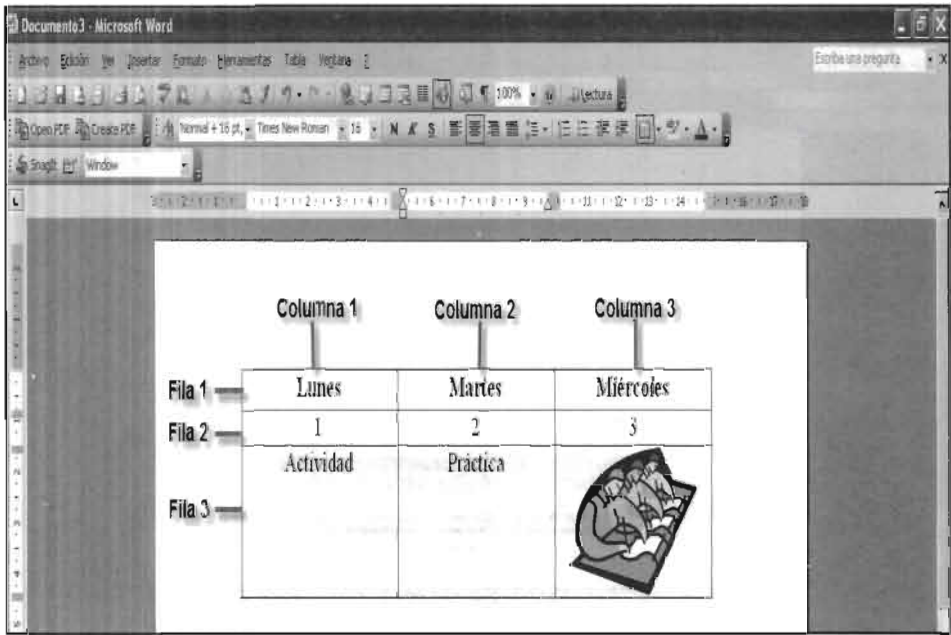 Documento3 - Microsoft Word
Archivo Edición Ver Insertar Formato Herramientas Tabla Ventana ?
Escriba una pregunta
100% Lectura
Open PDF Create PDF Normal + 16 pt, Times New Roman 16 N K S
SnagIt Window
Columna 1 Columna 2 Columna 3
Fila 1 Lunes Martes Miércoles
Fila 2 1 2 3
Actividad Práctica
Fila 3